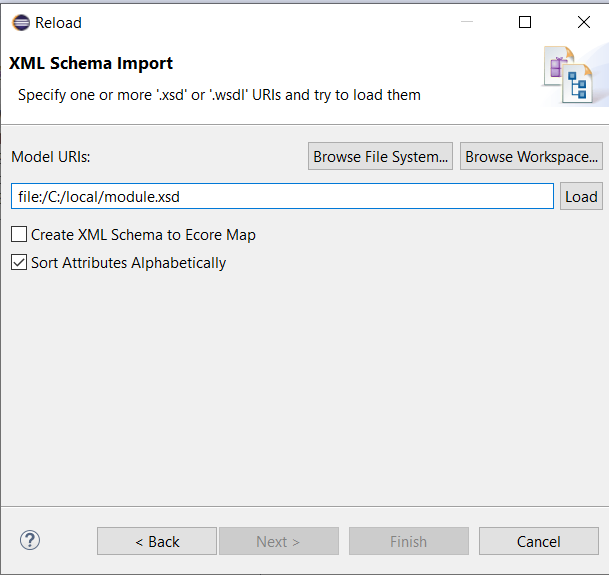 Reload
XML Schema Import
Specify one or more '.xsd' or '.wsdl' URIs and try to load them
Model URIs:
Browse File System...
Browse Workspace...
file:/C:/local/module.xsd
Load
Create XML Schema to Ecore Map
Sort Attributes Alphabetically
?
< Back
Next >
Finish
Cancel